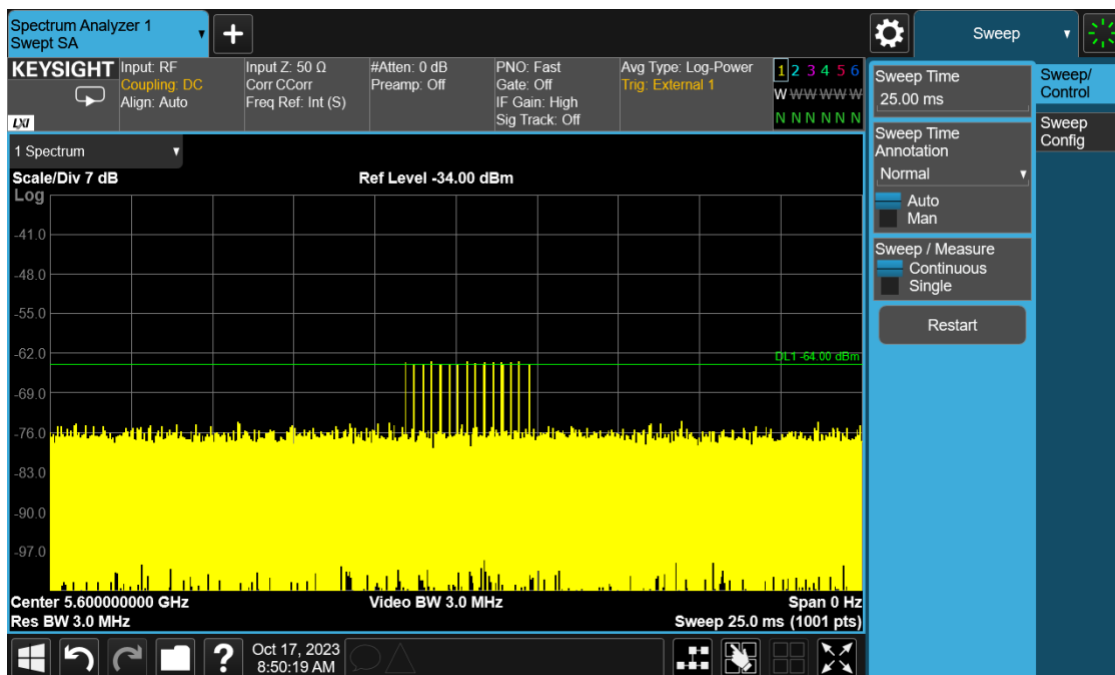 Spectrum Analyzer 1
Swept SA
+
Sweep
KEYSIGHT
LXI
Input: RF
Coupling: DC
Align: Auto
Input Z: 50 Ω
Corr CCorr
Freq Ref: Int (S)
#Atten: 0 dB
Preamp: Off
PNO: Fast
Gate: Off
IF Gain: High
Sig Track: Off
Avg Type: Log-Power
Trig: External 1
1 2 3 4 5 6
W W W W W W
N N N N N N
1 Spectrum
Scale/Div 7 dB
Ref Level -34.00 dBm
Log
-41.0
-48.0
-55.0
-62.0
-69.0
-76.0
-83.0
-90.0
-97.0
DL1 -64.00 dBm
Center 5.600000000 GHz
Video BW 3.0 MHz
Span 0 Hz
Res BW 3.0 MHz
Sweep 25.0 ms (1001 pts)
Sweep Time
25.00 ms
Sweep Time
Annotation
Normal
Auto
Man
Sweep / Measure
Continuous
Single
Restart
Sweep/
Control
Sweep
Config
?
Oct 17, 2023
8:50:19 AM